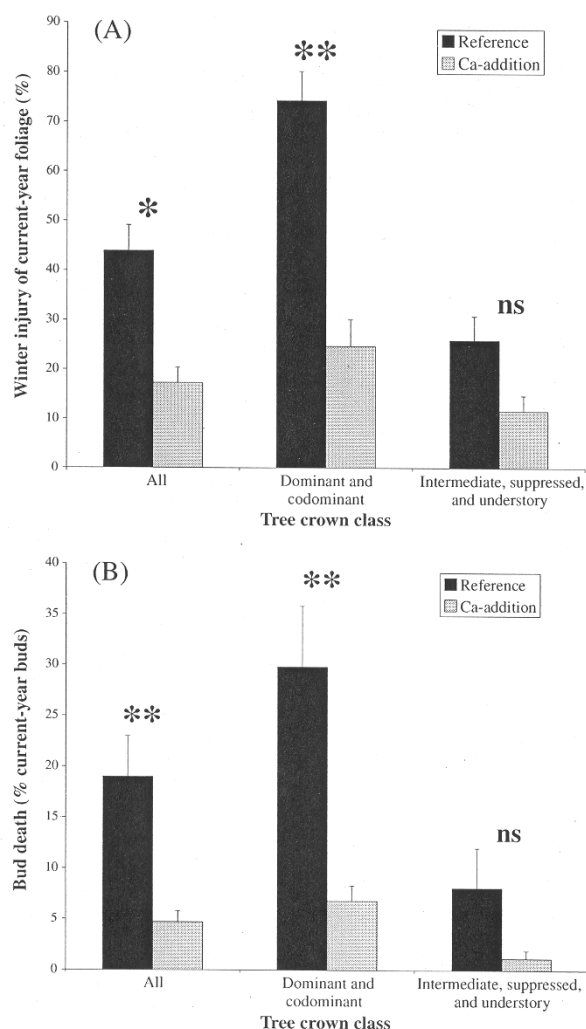 (A)
Reference
Ca-addition
**
*
ns
Winter injury of current-year foliage (%)
90
80
70
60
50
40
30
20
10
0
All
Dominant and
codominant
Intermediate, suppressed,
and understory
Tree crown class
(B)
Reference
Ca-addition
**
**
ns
Bud death (% current-year buds)
40
35
30
25
20
15
10
5
0
All
Dominant and
codominant
Intermediate, suppressed,
and understory
Tree crown class